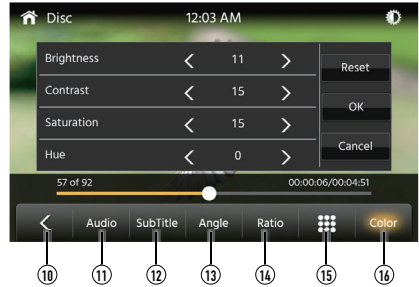 Disc 12:03 AM
Brightness 11 Reset
Contrast 15
OK
Saturation 15
Cancel
Hue 0
57 of 92 00:00:06/00:04:51
Audio SubTitle Angle Ratio Color
⑩ ⑪ ⑫ ⑬ ⑭ ⑮ ⑯